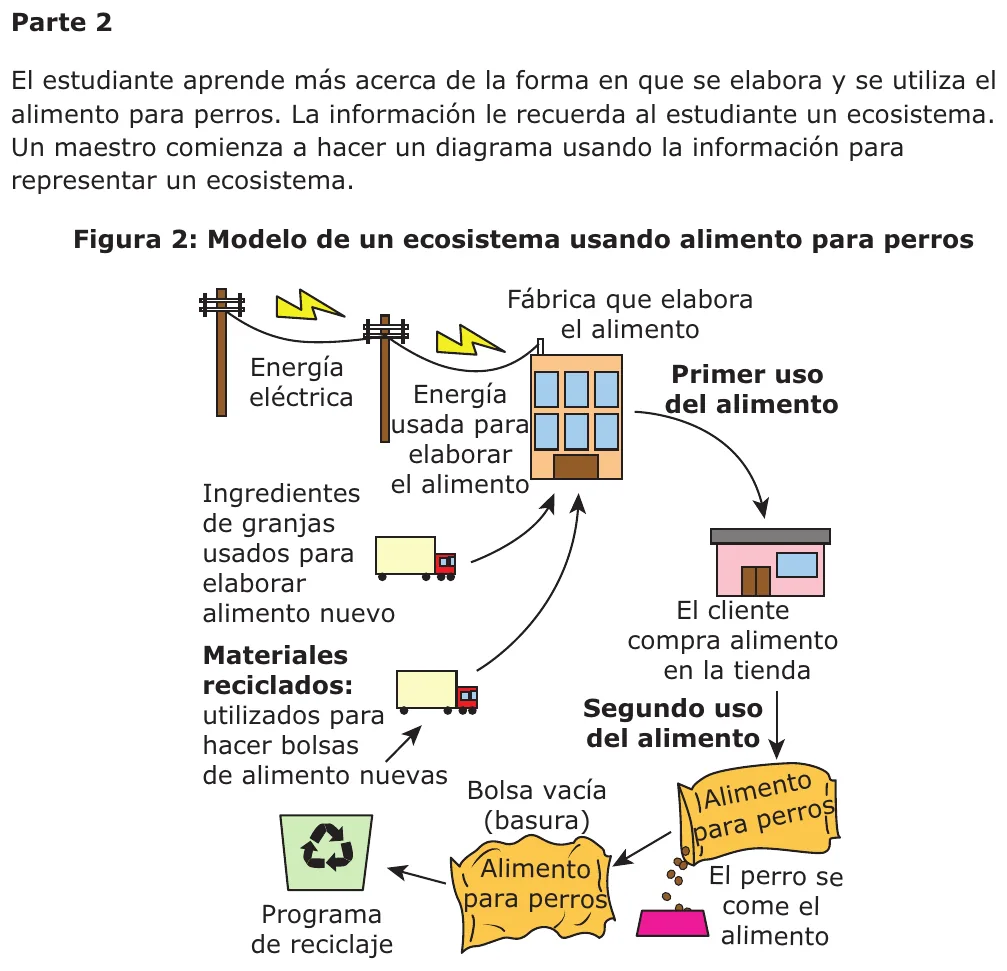 Parte 2
El estudiante aprende más acerca de la forma en que se elabora y se utiliza el
alimento para perros. La información le recuerda al estudiante un ecosistema.
Un maestro comienza a hacer un diagrama usando la información para
representar un ecosistema.
Figura 2: Modelo de un ecosistema usando alimento para perros
Energía
eléctrica
Energía
usada para
elaborar
el alimento
Fábrica que elabora
el alimento
Primer uso
del alimento
Ingredientes
de granjas
usados para
elaborar
alimento nuevo
El cliente
compra alimento
en la tienda
Materiales
reciclados:
utilizados para
hacer bolsas
de alimento nuevas
Segundo uso
del alimento
Alimento
para perros
El perro se
come el
alimento
Bolsa vacía
(basura)
Alimento
para perros
Programa
de reciclaje